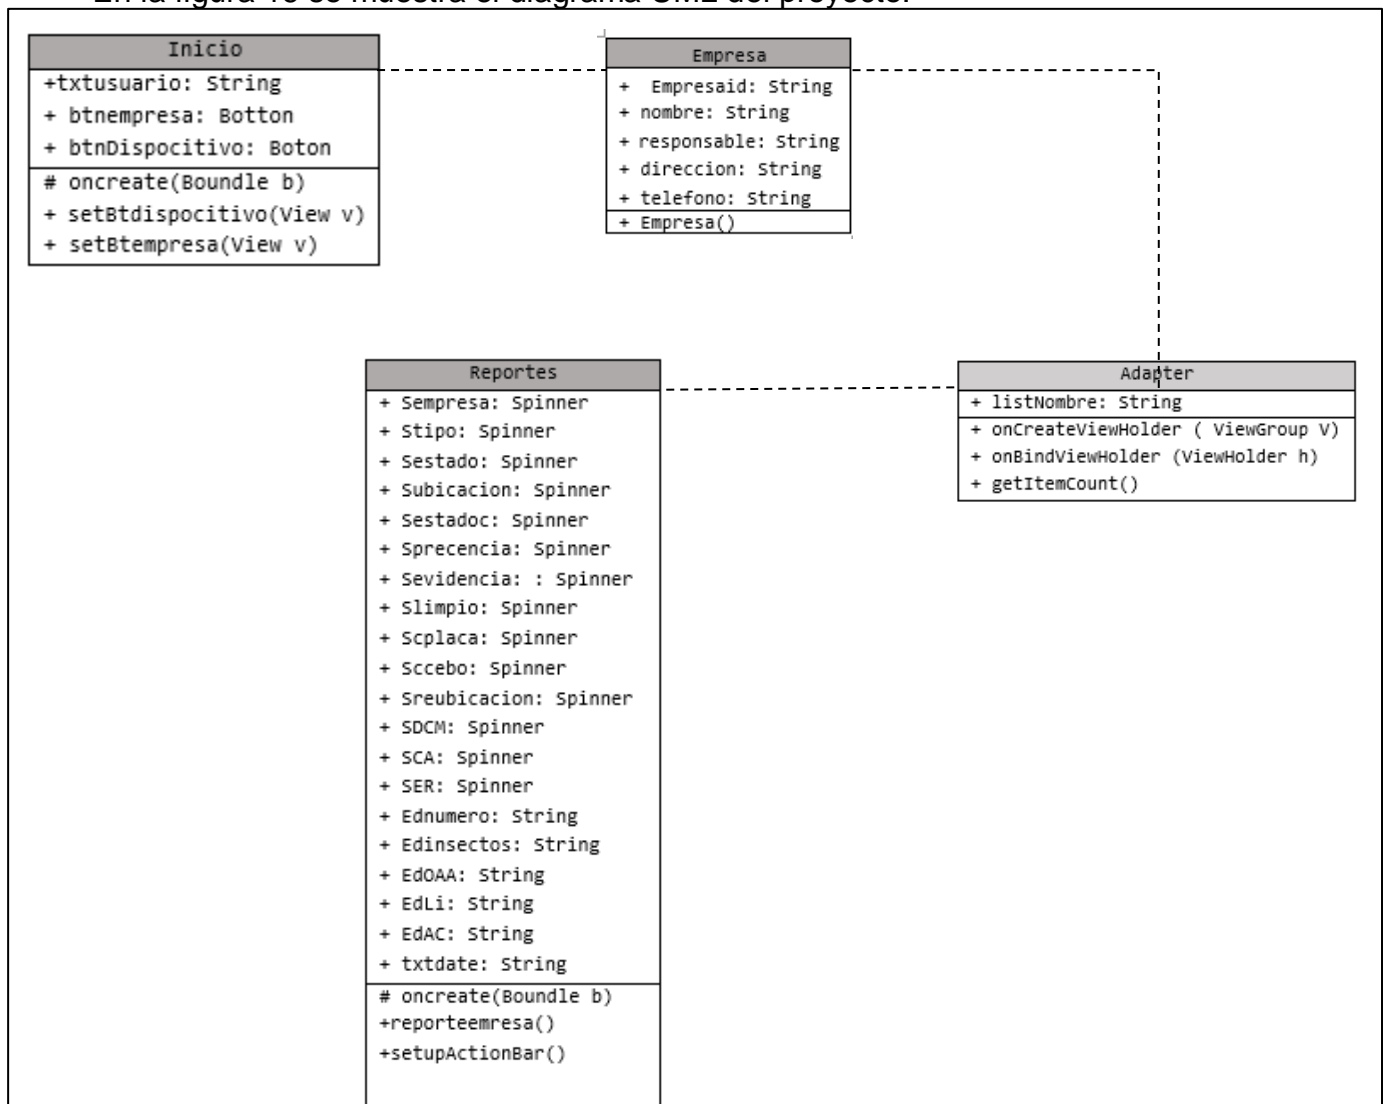 Inicio
+txtusuario: String
+ btnempresa: Botton
+ btnDispocitivo: Boton
# oncreate(Boundle b)
+ setBtdispocitivo(View v)
+ setBtempresa(View v)
Empresa
+ Empresaid: String
+ nombre: String
+ responsable: String
+ direccion: String
+ telefono: String
+ Empresa()
Reportes
+ Sempresa: Spinner
+ Stipo: Spinner
+ Sestado: Spinner
+ Subicacion: Spinner
+ Sestadoc: Spinner
+ Sprecencia: Spinner
+ Sevidencia: : Spinner
+ Slimpio: Spinner
+ Scplaca: Spinner
+ Sccebo: Spinner
+ Sreubicacion: Spinner
+ SDCM: Spinner
+ SCA: Spinner
+ SER: Spinner
+ Ednumero: String
+ Edinsectos: String
+ EdOAA: String
+ EdLi: String
+ EdAC: String
+ txtdate: String
# oncreate(Boundle b)
+reporteemresa()
+setupActionBar()
Adapter
+ listNombre: String
+ onCreateViewHolder ( ViewGroup V)
+ onBindViewHolder (ViewHolder h)
+ getItemCount()